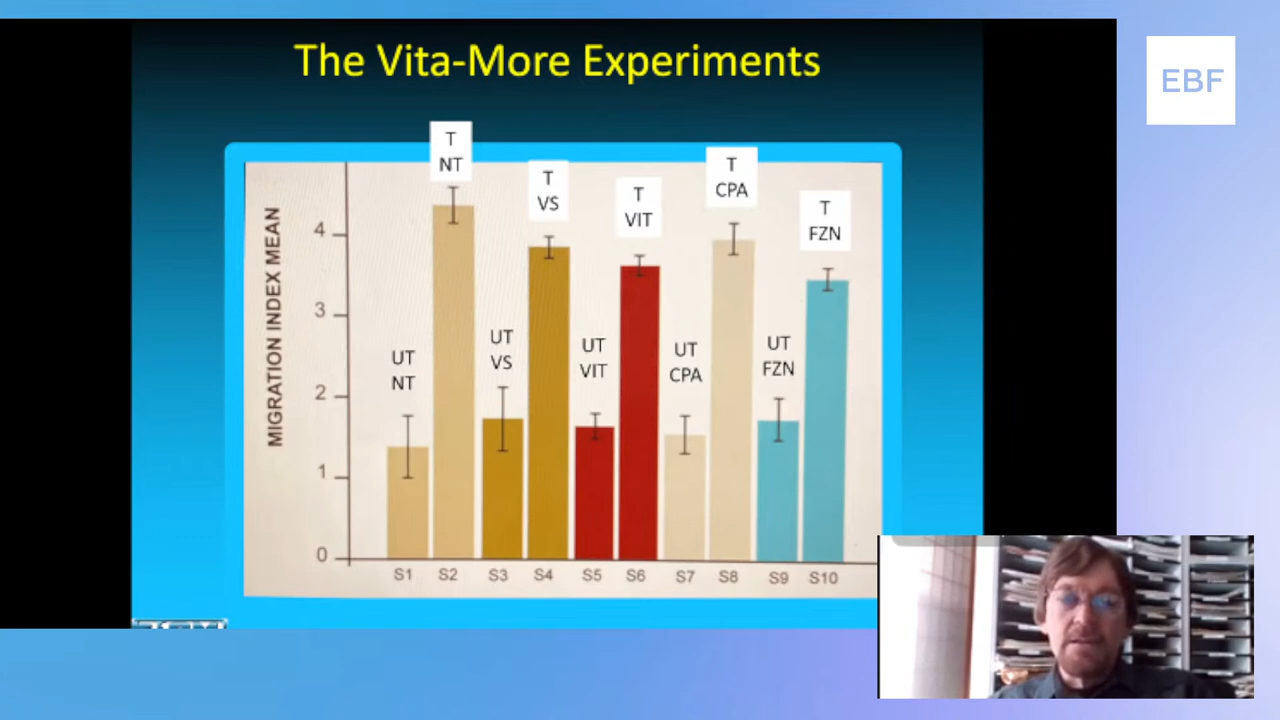 The Vita-More Experiments
EBF
MIGRATION INDEX MEAN
4
3
2
1
0
UT
NT
T
NT
UT
VS
T
VS
UT
VIT
T
VIT
UT
CPA
T
CPA
UT
FZN
T
FZN
S1 S2 S3 S4 S5 S6 S7 S8 S9 S10